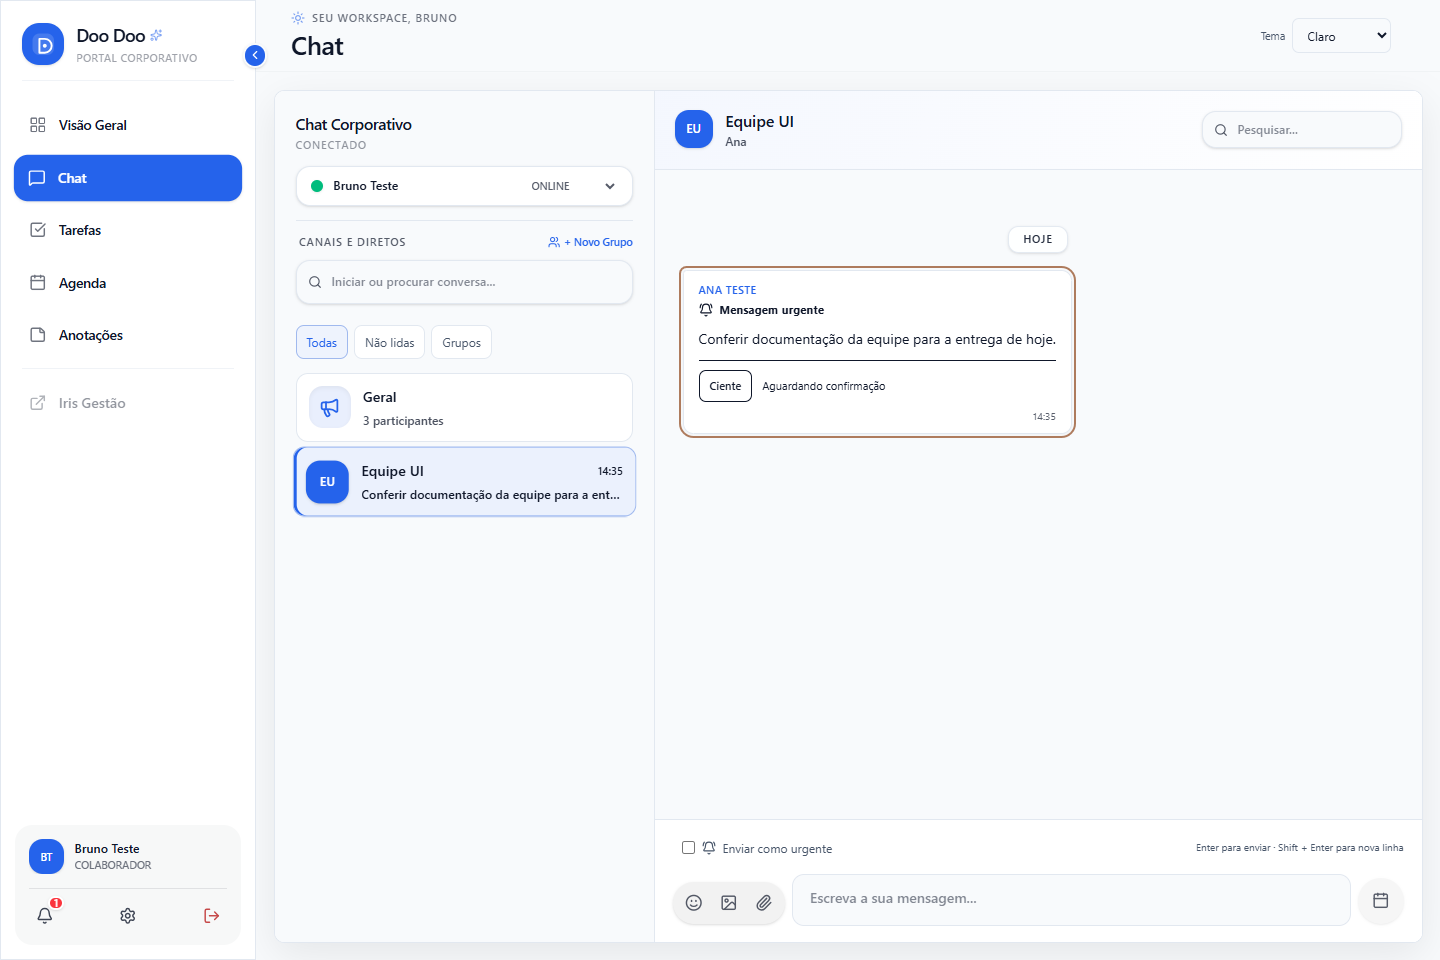 Doo Doo
PORTAL CORPORATIVO
Visão Geral
Chat
Tarefas
Agenda
Anotações
Iris Gestão
BT
Bruno Teste
COLABORADOR
1
SEU WORKSPACE, BRUNO
Chat
Tema
Claro
Chat Corporativo
CONECTADO
Bruno Teste
ONLINE
CANAIS E DIRETOS
+ Novo Grupo
Iniciar ou procurar conversa...
Todas
Não lidas
Grupos
Geral
3 participantes
EU
Equipe UI
14:35
Conferir documentação da equipe para a ent...
EU
Equipe UI
Ana
Pesquisar...
HOJE
ANA TESTE
Mensagem urgente
Conferir documentação da equipe para a entrega de hoje.
Ciente
Aguardando confirmação
14:35
Enviar como urgente
Enter para enviar · Shift + Enter para nova linha
Escreva a sua mensagem...